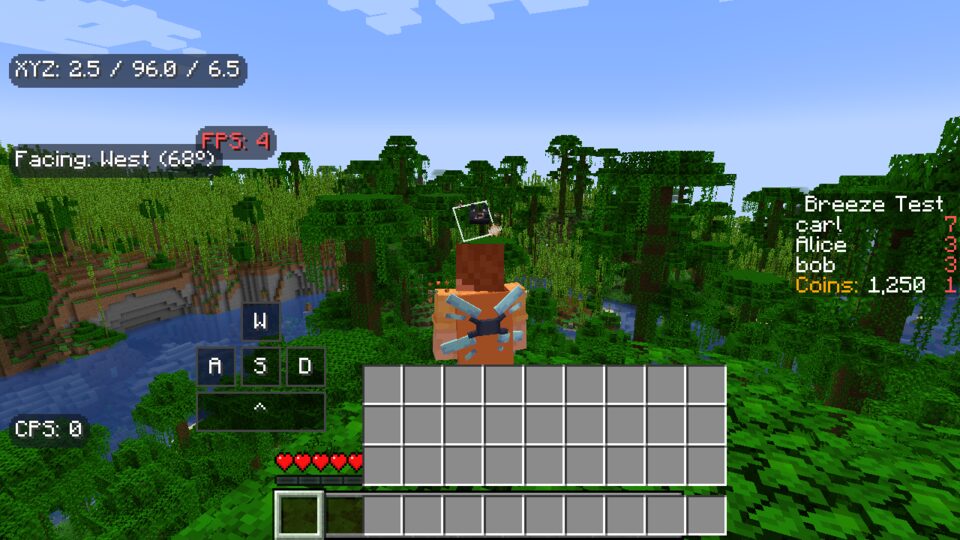 XYZ: 2.5 / 96.0 / 6.5
FPS: 4
Facing: West (68°)
Breeze Test
carl 7
Alice 3
bob 3
Coins: 1,250 1
W
A S D
^
CPS: 0